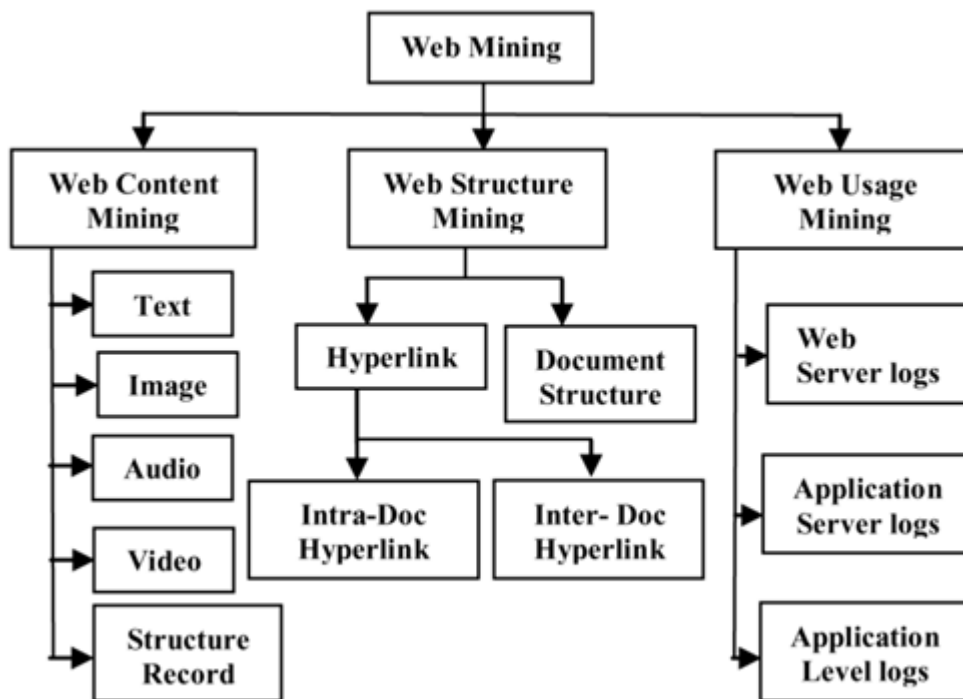 Web Mining
Web Content
Mining
Web Structure
Mining
Web Usage
Mining
Text
Image
Audio
Video
Structure
Record
Hyperlink
Document
Structure
Intra-Doc
Hyperlink
Inter- Doc
Hyperlink
Web
Server logs
Application
Server logs
Application
Level logs